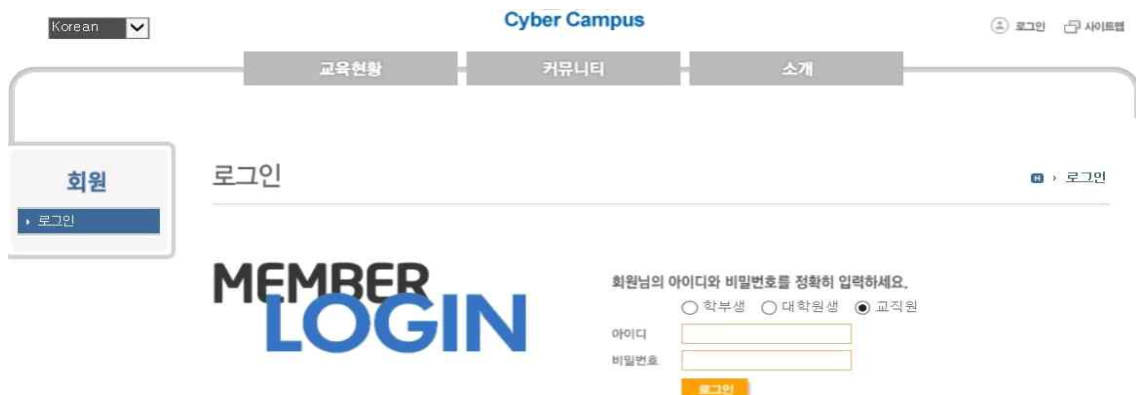 Korean
Cyber Campus
로그인 사이트맵
교육현황 커뮤니티 소개
회원
로그인
로그인
로그인
MEMBER
LOGIN
회원님의 아이디와 비밀번호를 정확히 입력하세요.
학부생 대학원생 교직원
아이디
비밀번호
로그인